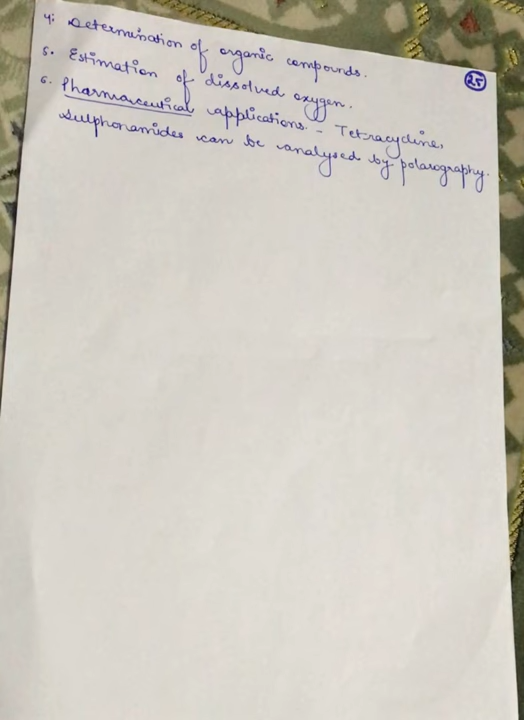 25
4. Determination of organic compounds.
5. Estimation of dissolved oxygen.
6. Pharmaceutical applications. - Tetracycline,
Sulphonamides can be analysed by polarography.